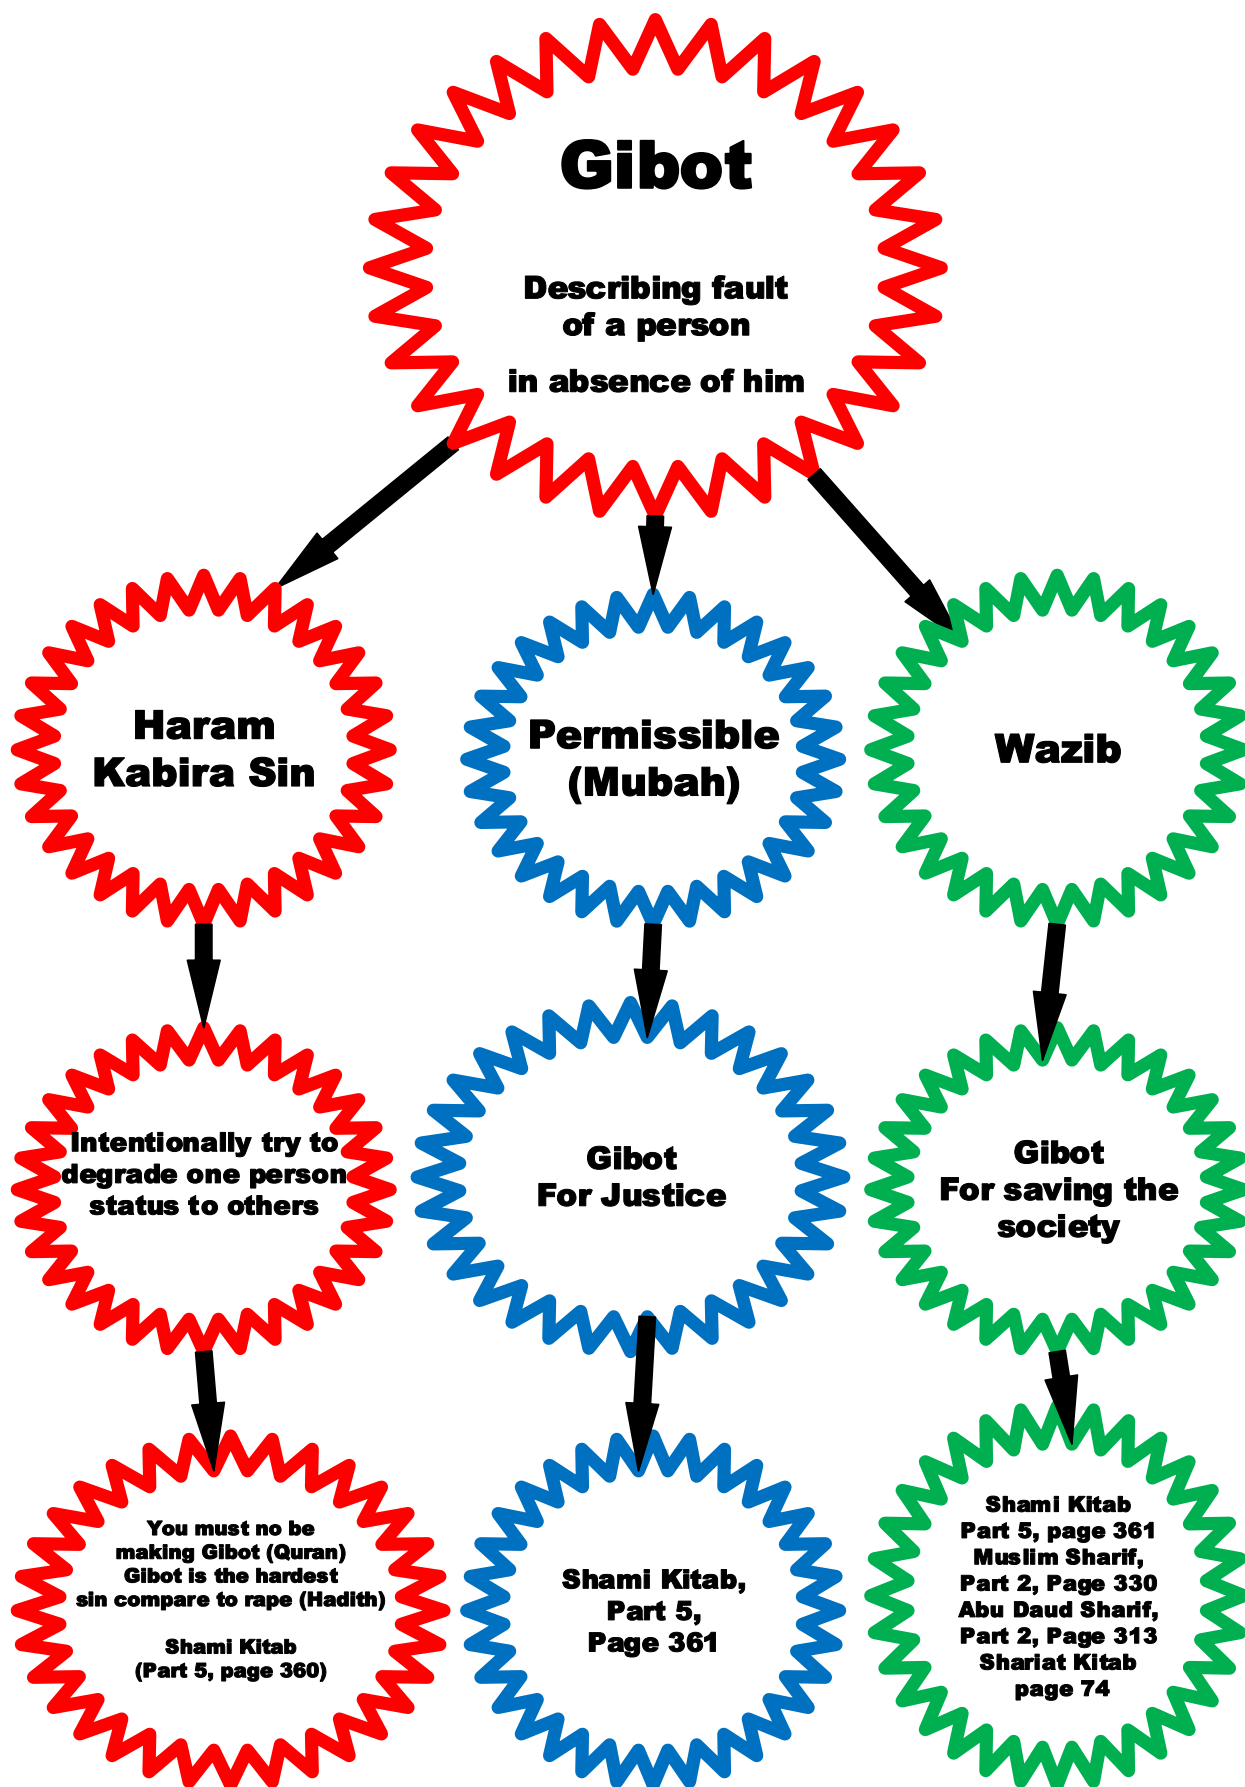 Gibot
Describing fault
of a person
in absence of him
Haram
Kabira Sin
Permissible
(Mubah)
Wazib
Intentionally try to
degrade one person
status to others
Gibot
For Justice
Gibot
For saving the
society
You must no be
making Gibot (Quran)
Gibot is the hardest
sin compare to rape (Hadith)
Shami Kitab
(Part 5, page 360)
Shami Kitab,
Part 5,
Page 361
Shami Kitab
Part 5, page 361
Muslim Sharif,
Part 2, Page 330
Abu Daud Sharif,
Part 2, Page 313
Shariat Kitab
page 74